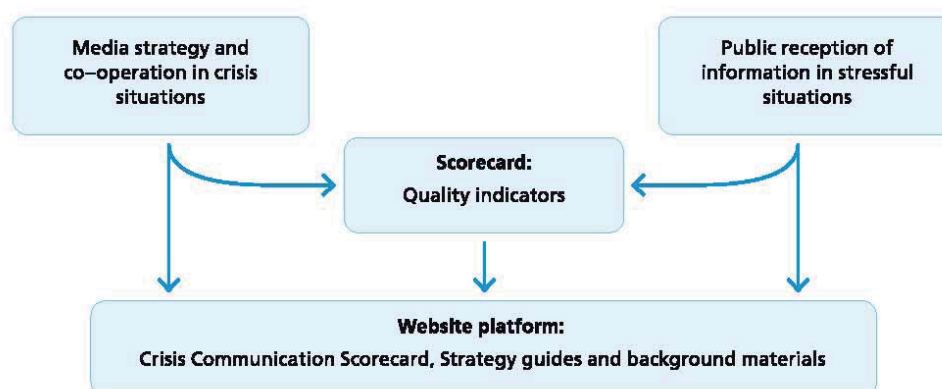 Media strategy and
co–operation in crisis
situations
Public reception of
information in stressful
situations
Scorecard:
Quality indicators
Website platform:
Crisis Communication Scorecard, Strategy guides and background materials